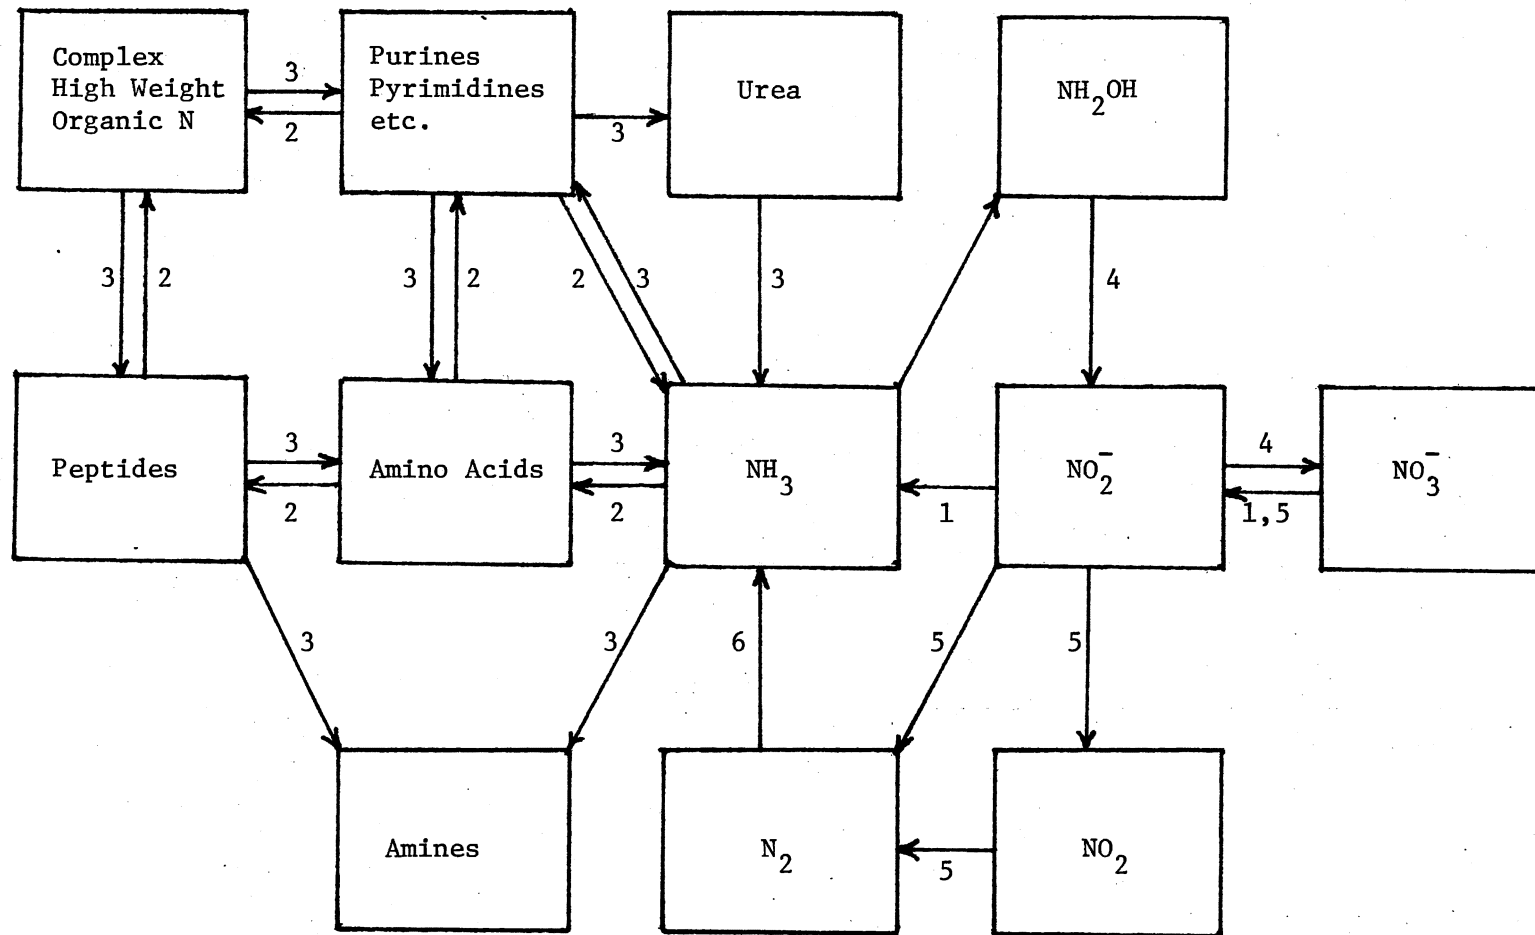 Complex
High Weight
Organic N
3
2
Purines
Pyrimidines
etc.
3
Urea
NH2OH
3
2
3
2
2
3
3
4
Peptides
3
2
Amino Acids
3
2
NH3
1
NO2-
4
1,5
NO3-
3
3
6
5
5
Amines
N2
5
NO2